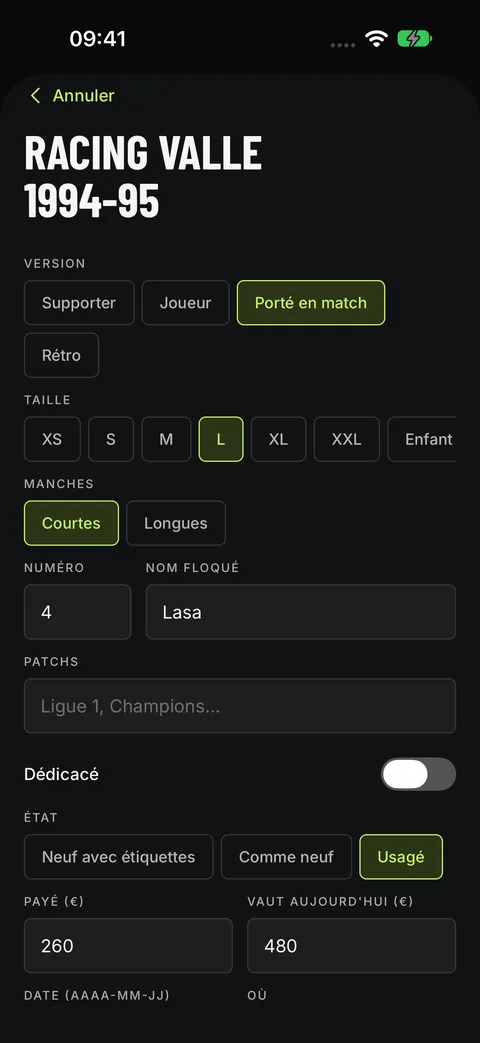 09:41
Annuler
RACING VALLE
1994-95
VERSION
Supporter Joueur Porté en match
Rétro
TAILLE
XS S M L XL XXL Enfant
MANCHES
Courtes Longues
NUMÉRO NOM FLOQUÉ
4 Lasa
PATCHS
Ligue 1, Champions...
Dédicacé
ÉTAT
Neuf avec étiquettes Comme neuf Usagé
PAYÉ (€) VAUT AUJOURD'HUI (€)
260 480
DATE (AAAA-MM-JJ) OÙ